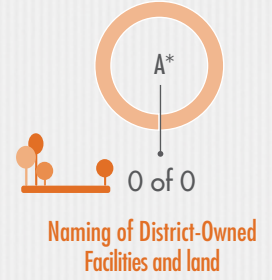 A*
0 of 0
Naming of District-Owned
Facilities and land